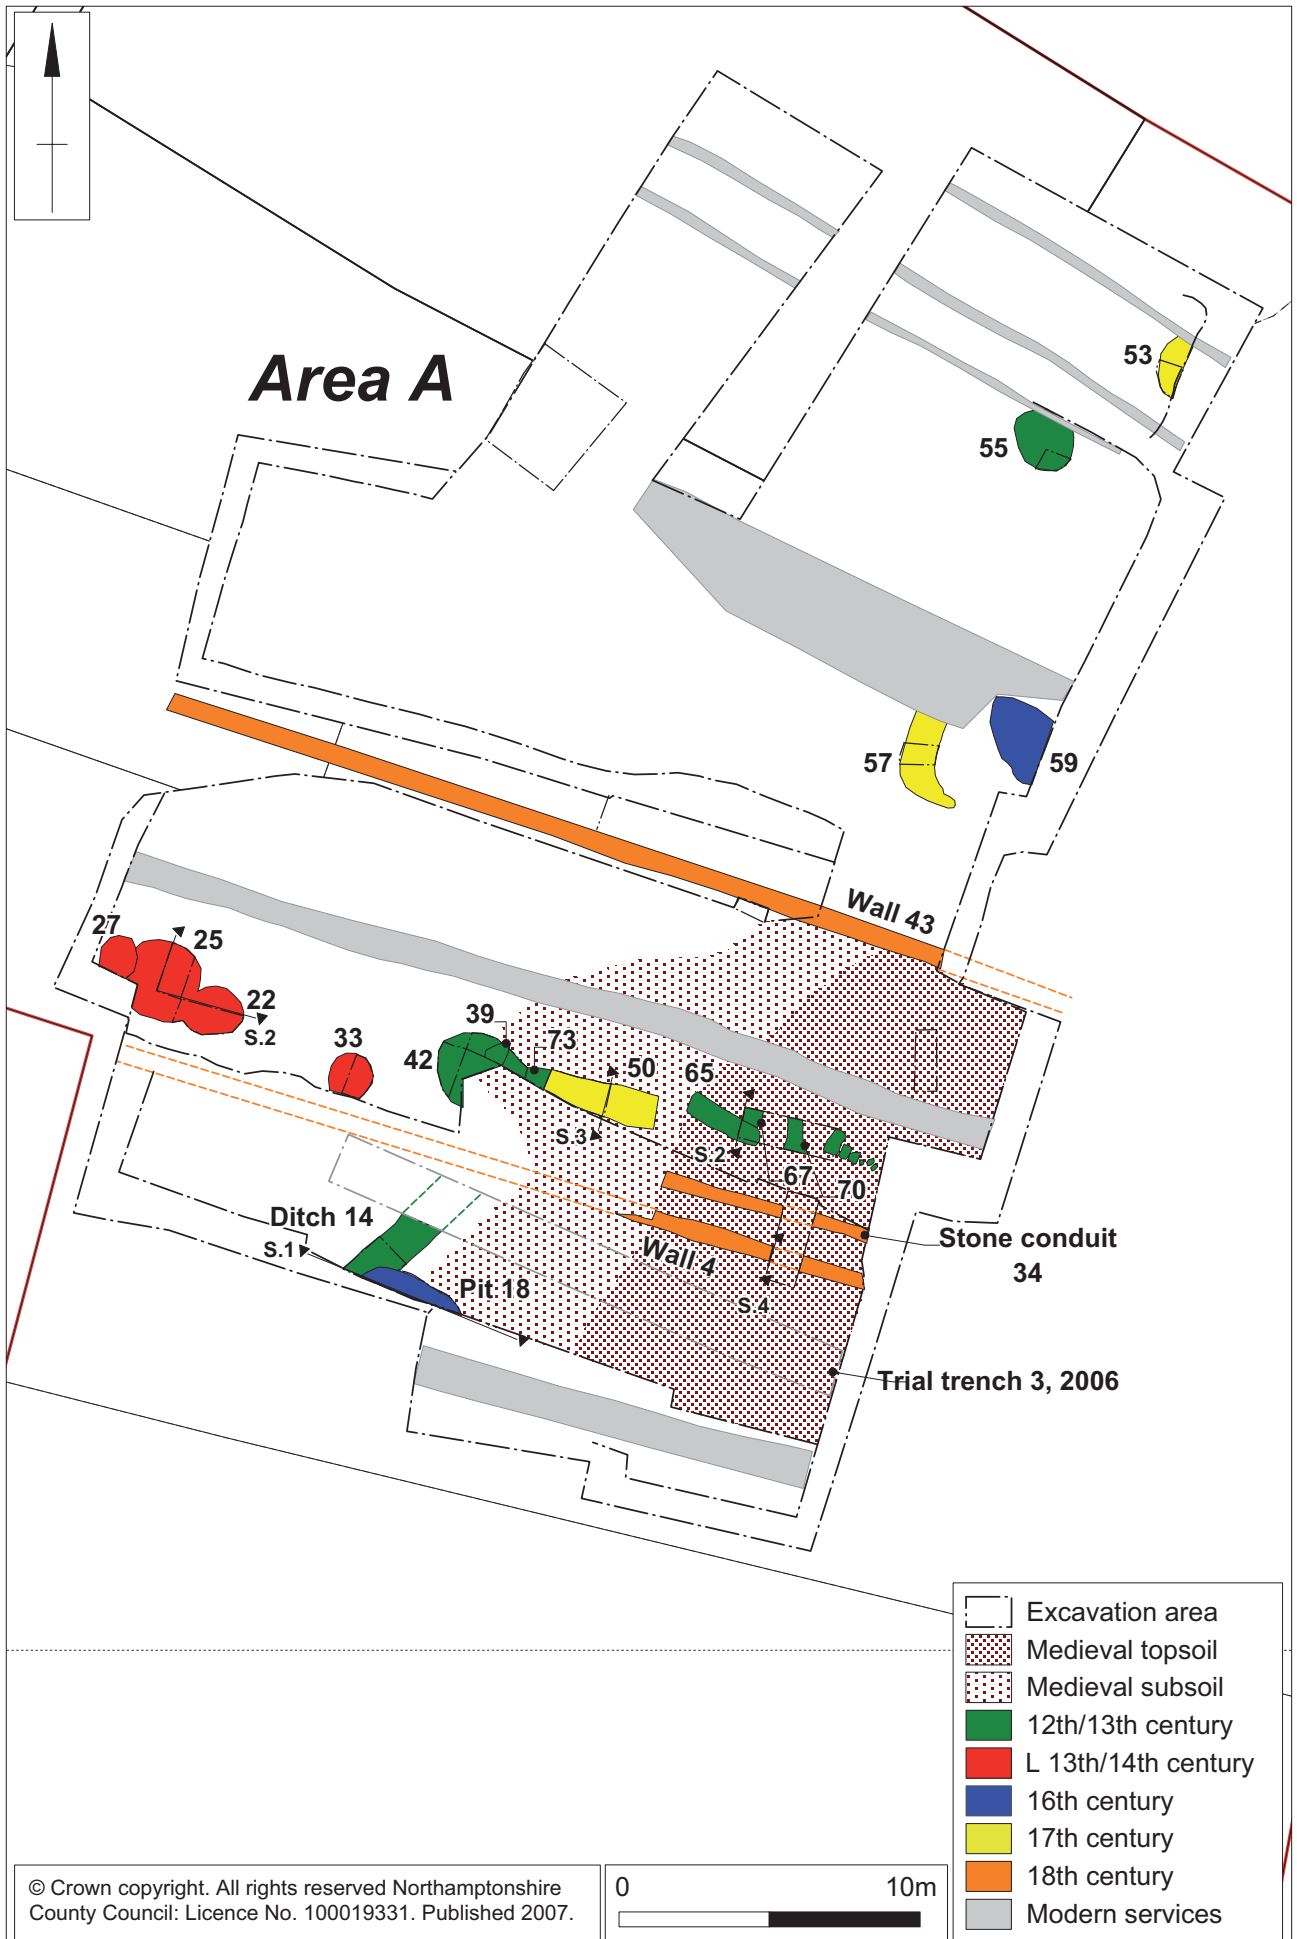 Area A
53
55
57
59
Wall 43
27
25
22
S.2
33
39
42
73
50
S.3
65
S.2
67
70
Ditch 14
S.1
Pit 18
Wall 4
S.4
Stone conduit
34
Trial trench 3, 2006
Excavation area
Medieval topsoil
Medieval subsoil
12th/13th century
L 13th/14th century
16th century
17th century
18th century
Modern services
© Crown copyright. All rights reserved Northamptonshire
County Council: Licence No. 100019331. Published 2007.
0 10m